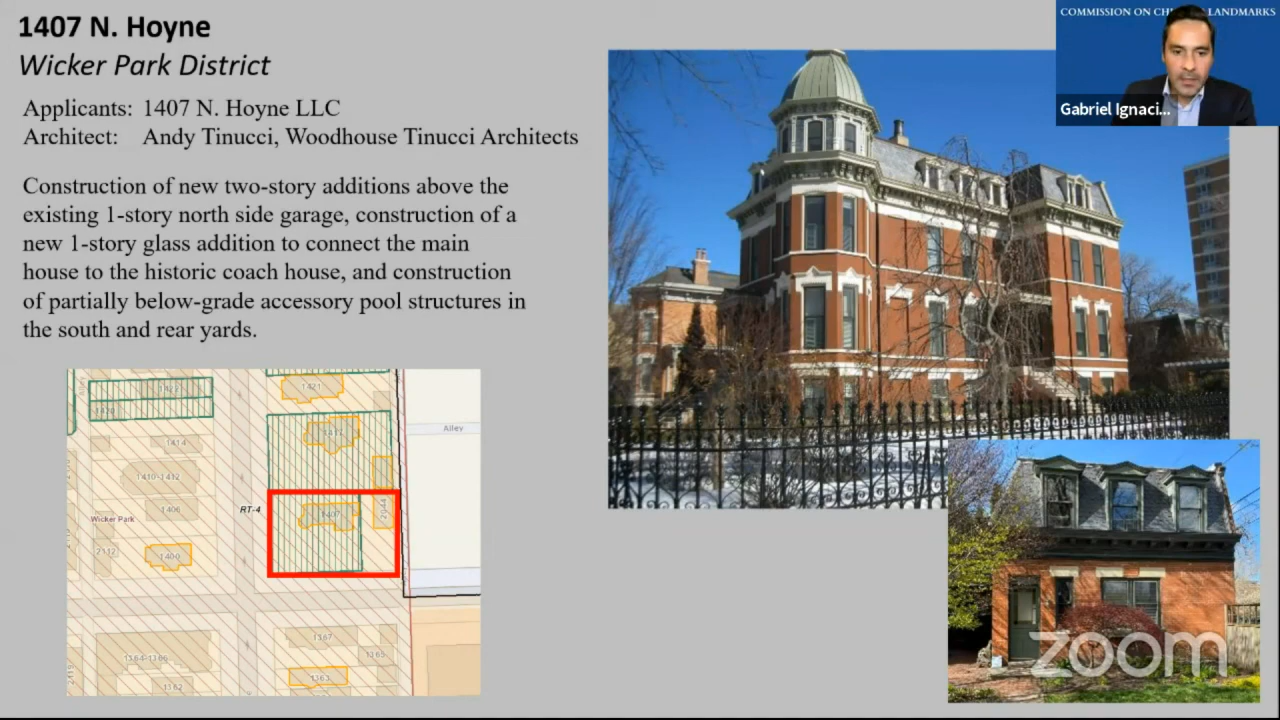 1407 N. Hoyne
Wicker Park District
Applicants: 1407 N. Hoyne LLC
Architect: Andy Tinucci, Woodhouse Tinucci Architects
Construction of new two-story additions above the
existing 1-story north side garage, construction of a
new 1-story glass addition to connect the main
house to the historic coach house, and construction
of partially below-grade accessory pool structures in
the south and rear yards.
COMMISSION ON LANDMARKS
Gabriel Ignaci...
1421
1414
Alley
1410-1412
RT-4
1407
1406
Wicker Park
2112
1400
1367
1364-1366
1365
1363
1362
zoom